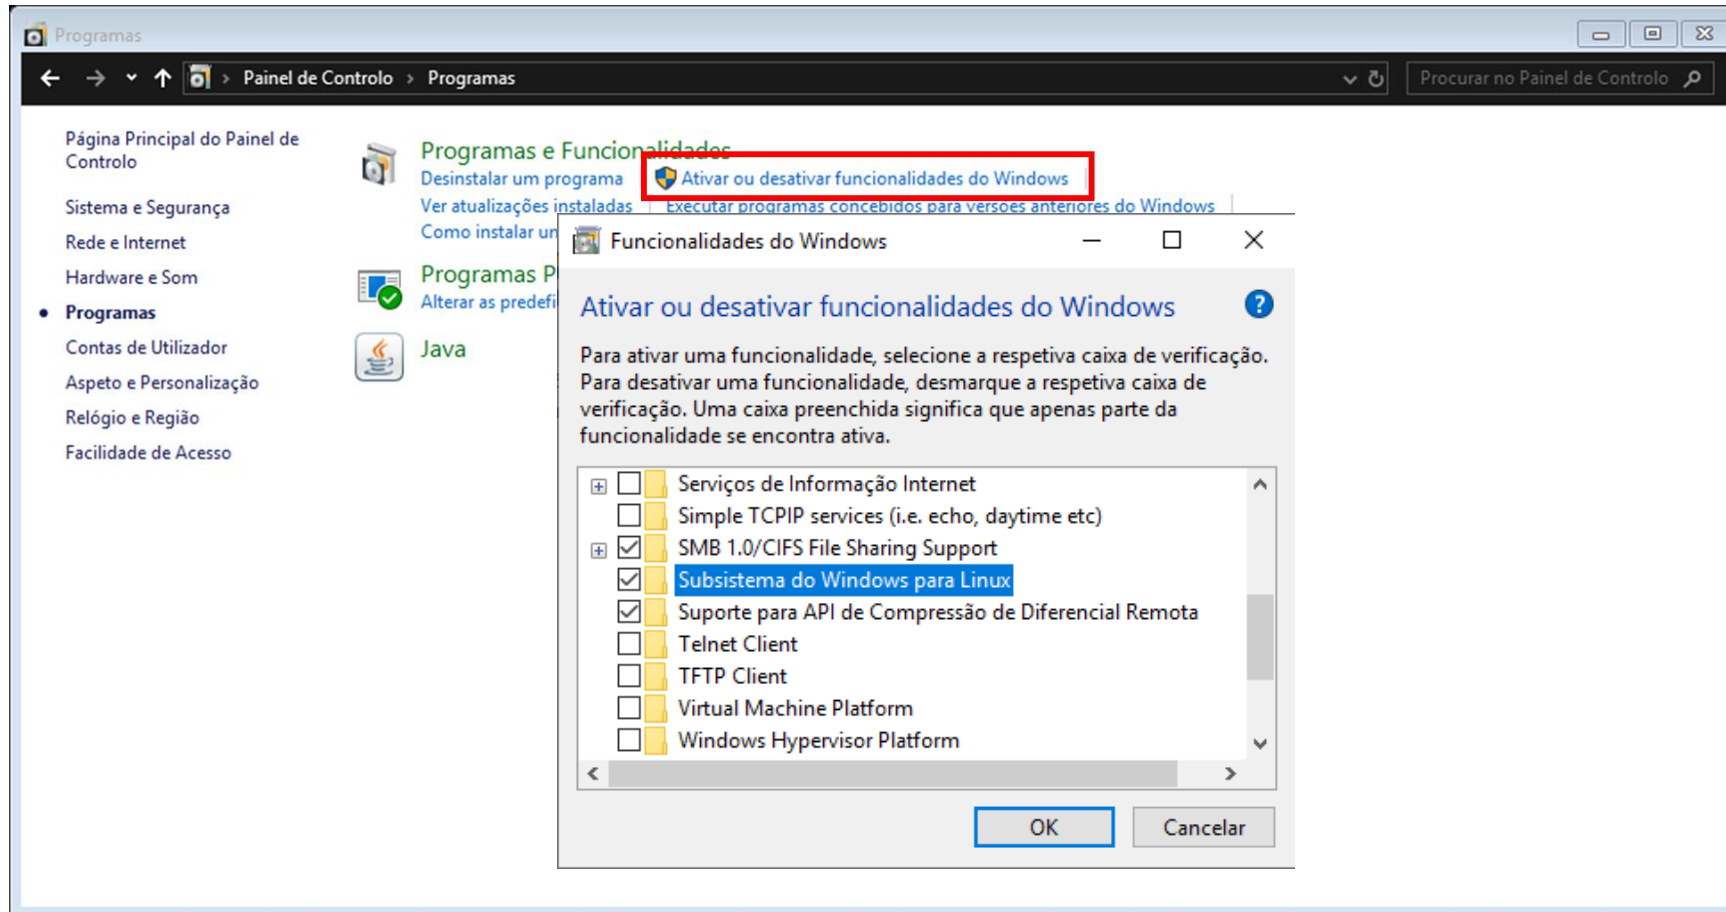 Programas
Painel de Controlo > Programas
Procurar no Painel de Controlo
Página Principal do Painel de
Controlo
Sistema e Segurança
Rede e Internet
Hardware e Som
Programas
Contas de Utilizador
Aspeto e Personalização
Relógio e Região
Facilidade de Acesso
Programas e Funcionalidades
Desinstalar um programa
Ativar ou desativar funcionalidades do Windows
Ver atualizações instaladas
Executar programas concebidos para versões anteriores do Windows
Como instalar
Programas
Alterar as
Java
Funcionalidades do Windows
Ativar ou desativar funcionalidades do Windows
Para ativar uma funcionalidade, selecione a respetiva caixa de verificação.
Para desativar uma funcionalidade, desmarque a respetiva caixa de
verificação. Uma caixa preenchida significa que apenas parte da
funcionalidade se encontra ativa.
Serviços de Informação Internet
Simple TCPIP services (i.e. echo, daytime etc)
SMB 1.0/CIFS File Sharing Support
Subsistema do Windows para Linux
Suporte para API de Compressão de Diferencial Remota
Telnet Client
TFTP Client
Virtual Machine Platform
Windows Hypervisor Platform
OK
Cancelar